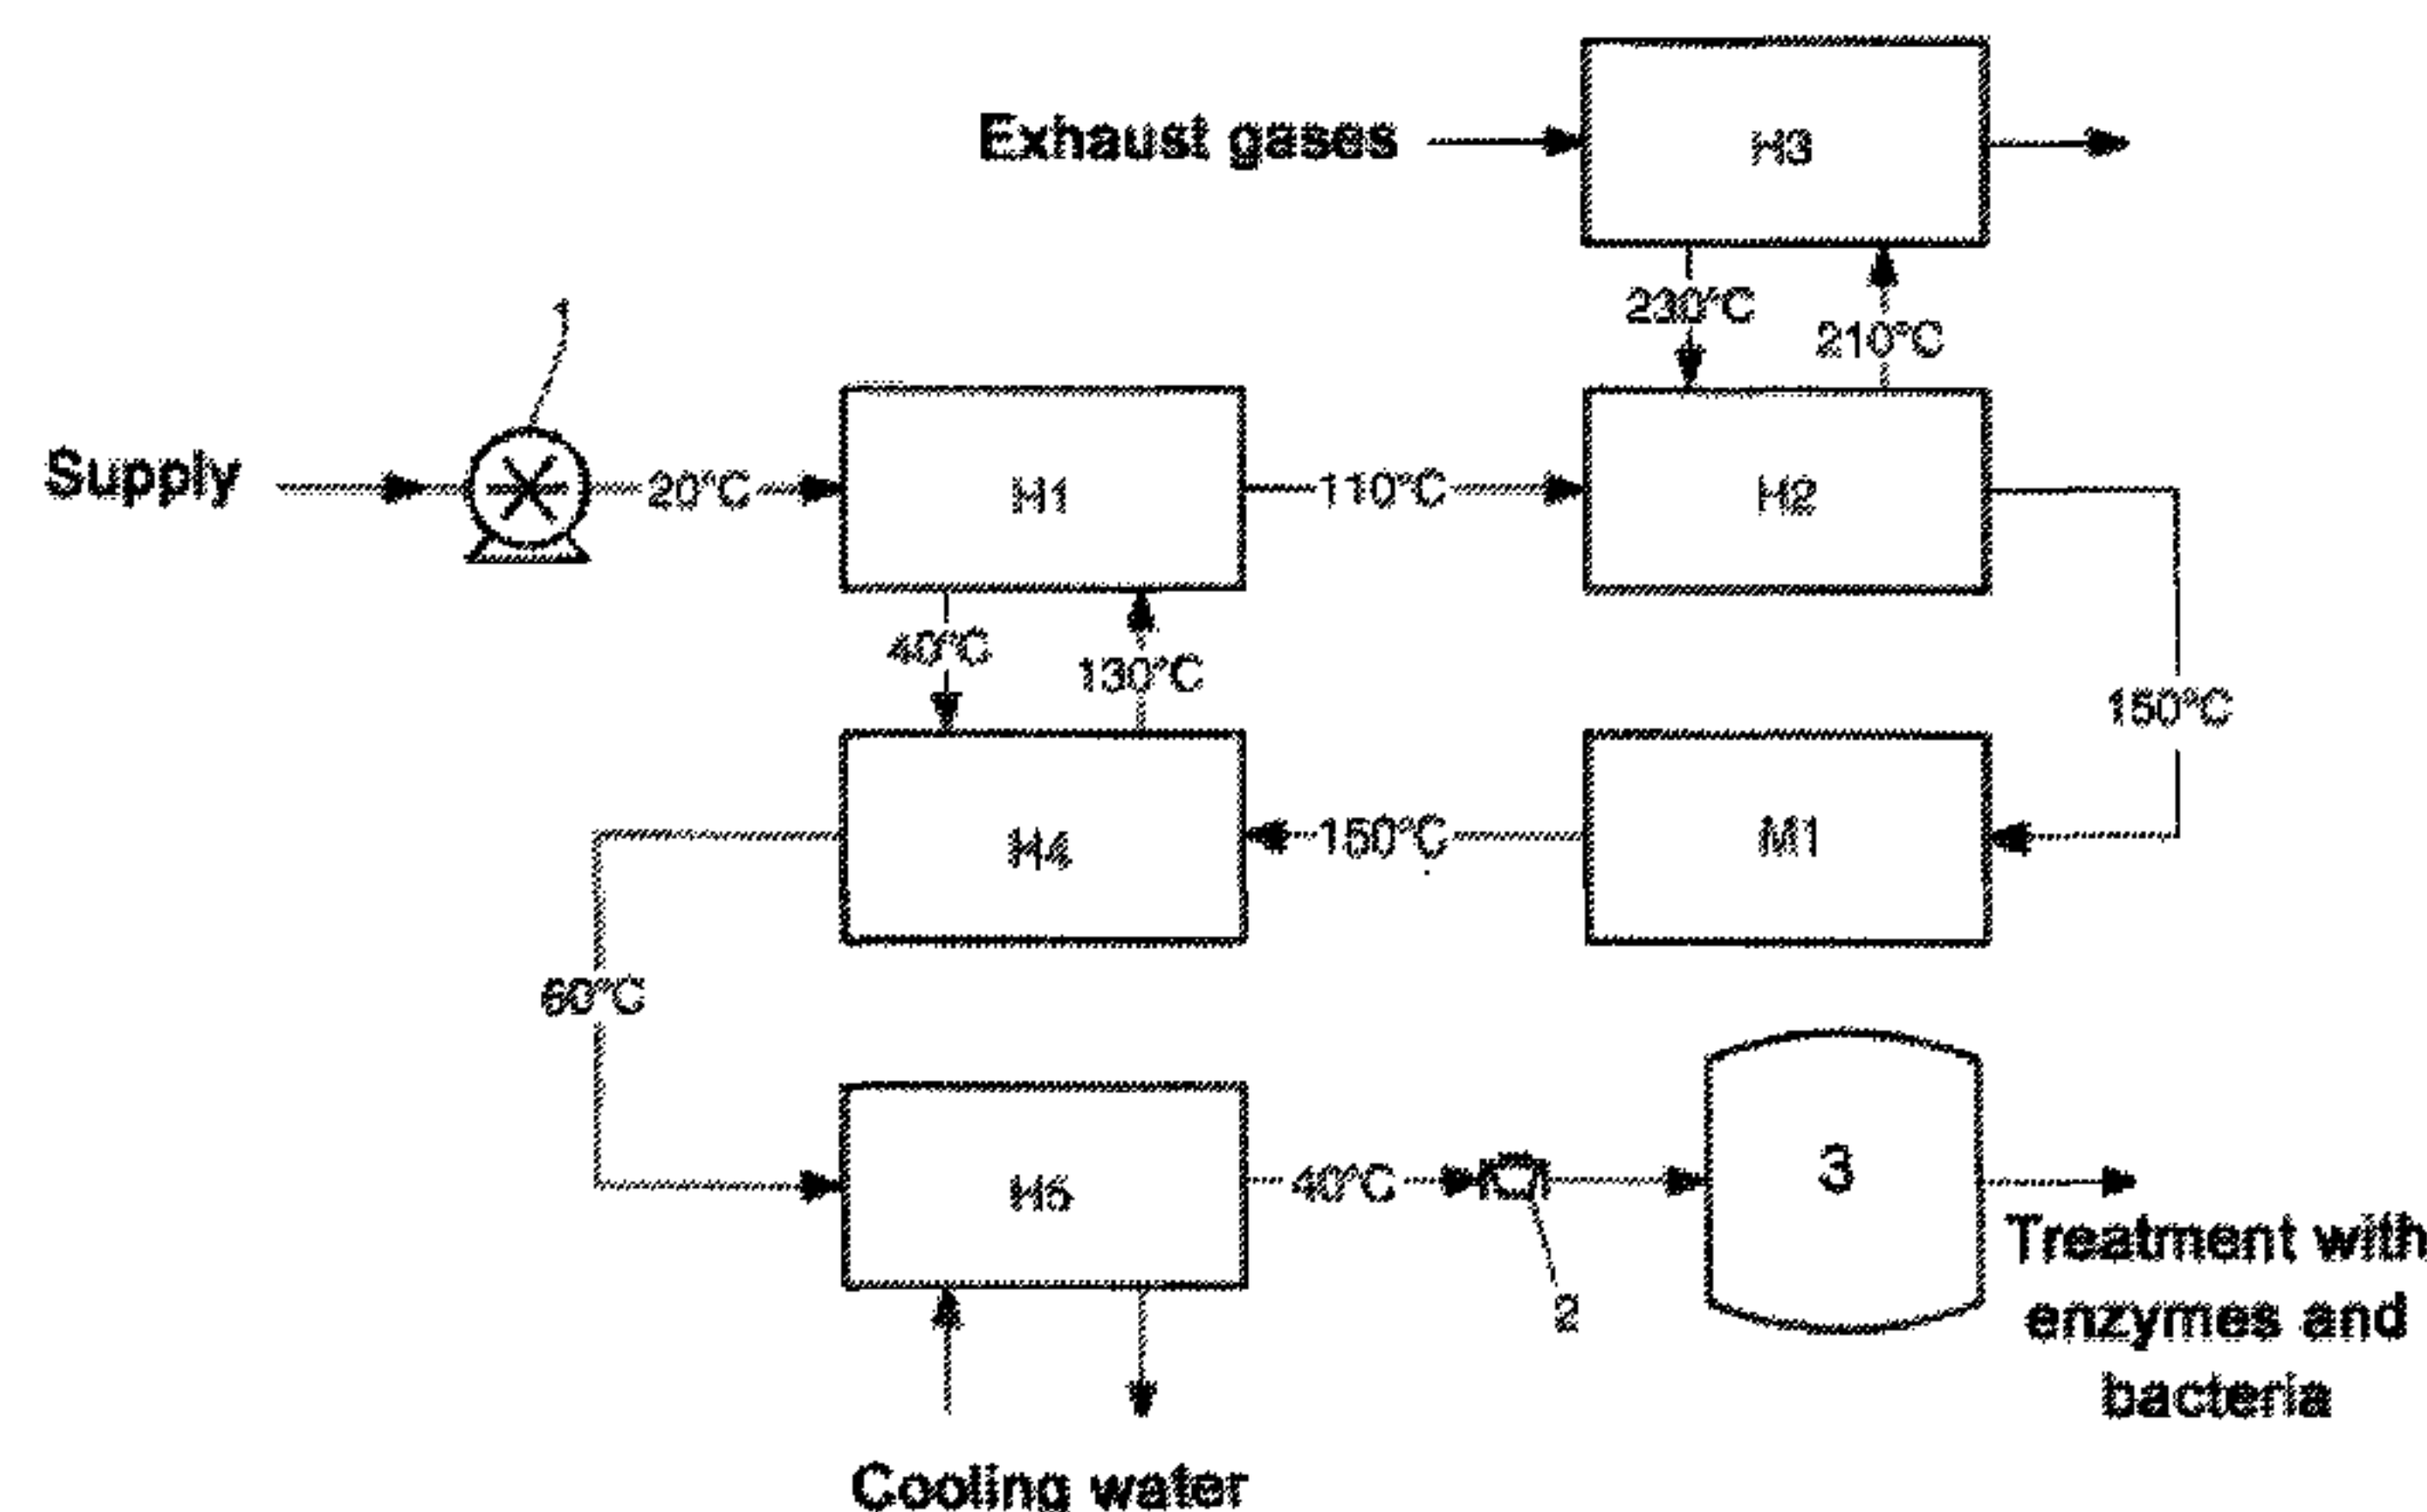 Exhaust gases
H3
230°C
210°C
1
Supply
20°C
H1
110°C
H2
40°C
130°C
150°C
H4
150°C
M1
60°C
H5
40°C
3
2
Treatment with
enzymes and
bacteria
Cooling water